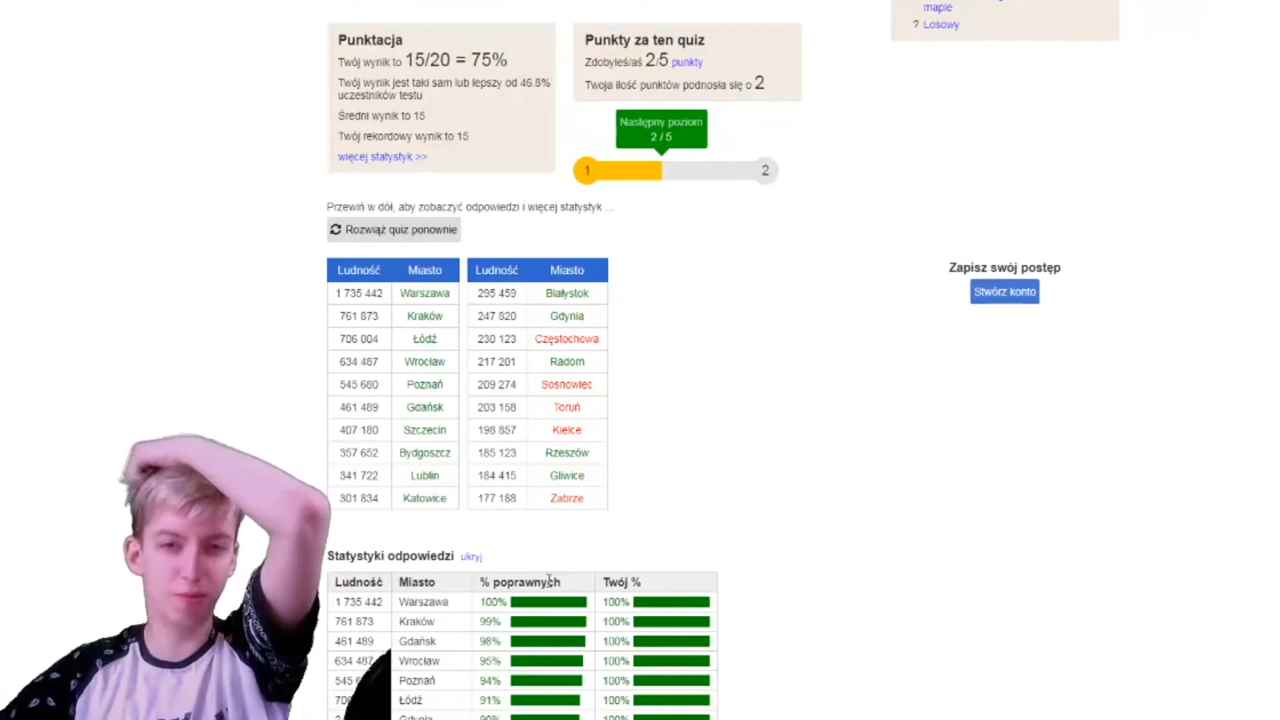 mapie
? Losowy
Punktacja
Twój wynik to 15/20 = 75%
Twój wynik jest taki sam lub lepszy od 46.8%
uczestników testu
Średni wynik to 15
Twój rekordowy wynik to 15
więcej statystyk >>
Punkty za ten quiz
Zdobyłeś/aś 2/5 punkty
Twoja ilość punktów podnosła się o 2
Następny poziom
2 / 5
1
2
Przewiń w dół, aby zobaczyć odpowiedzi i więcej statystyk ...
Rozwiąż quiz ponownie
Zapisz swój postęp
Stwórz konto
Ludność Miasto Ludność Miasto
1 735 442 Warszawa 295 459 Białystok
761 873 Kraków 247 820 Gdynia
706 004 Łódź 230 123 Częstochowa
634 487 Wrocław 217 201 Radom
545 680 Poznań 209 274 Sosnowiec
461 489 Gdańsk 203 158 Toruń
407 180 Szczecin 198 857 Kielce
357 652 Bydgoszcz 185 123 Rzeszów
341 722 Lublin 184 415 Gliwice
301 834 Katowice 177 188 Zabrze
Statystyki odpowiedzi ukryj
Ludność Miasto % poprawnych Twój %
1 735 442 Warszawa 100% 100%
761 873 Kraków 99% 100%
461 489 Gdańsk 98% 100%
634 487 Wrocław 95% 100%
545 Poznań 94% 100%
Łódź 91% 100%
Gdynia 90% 100%